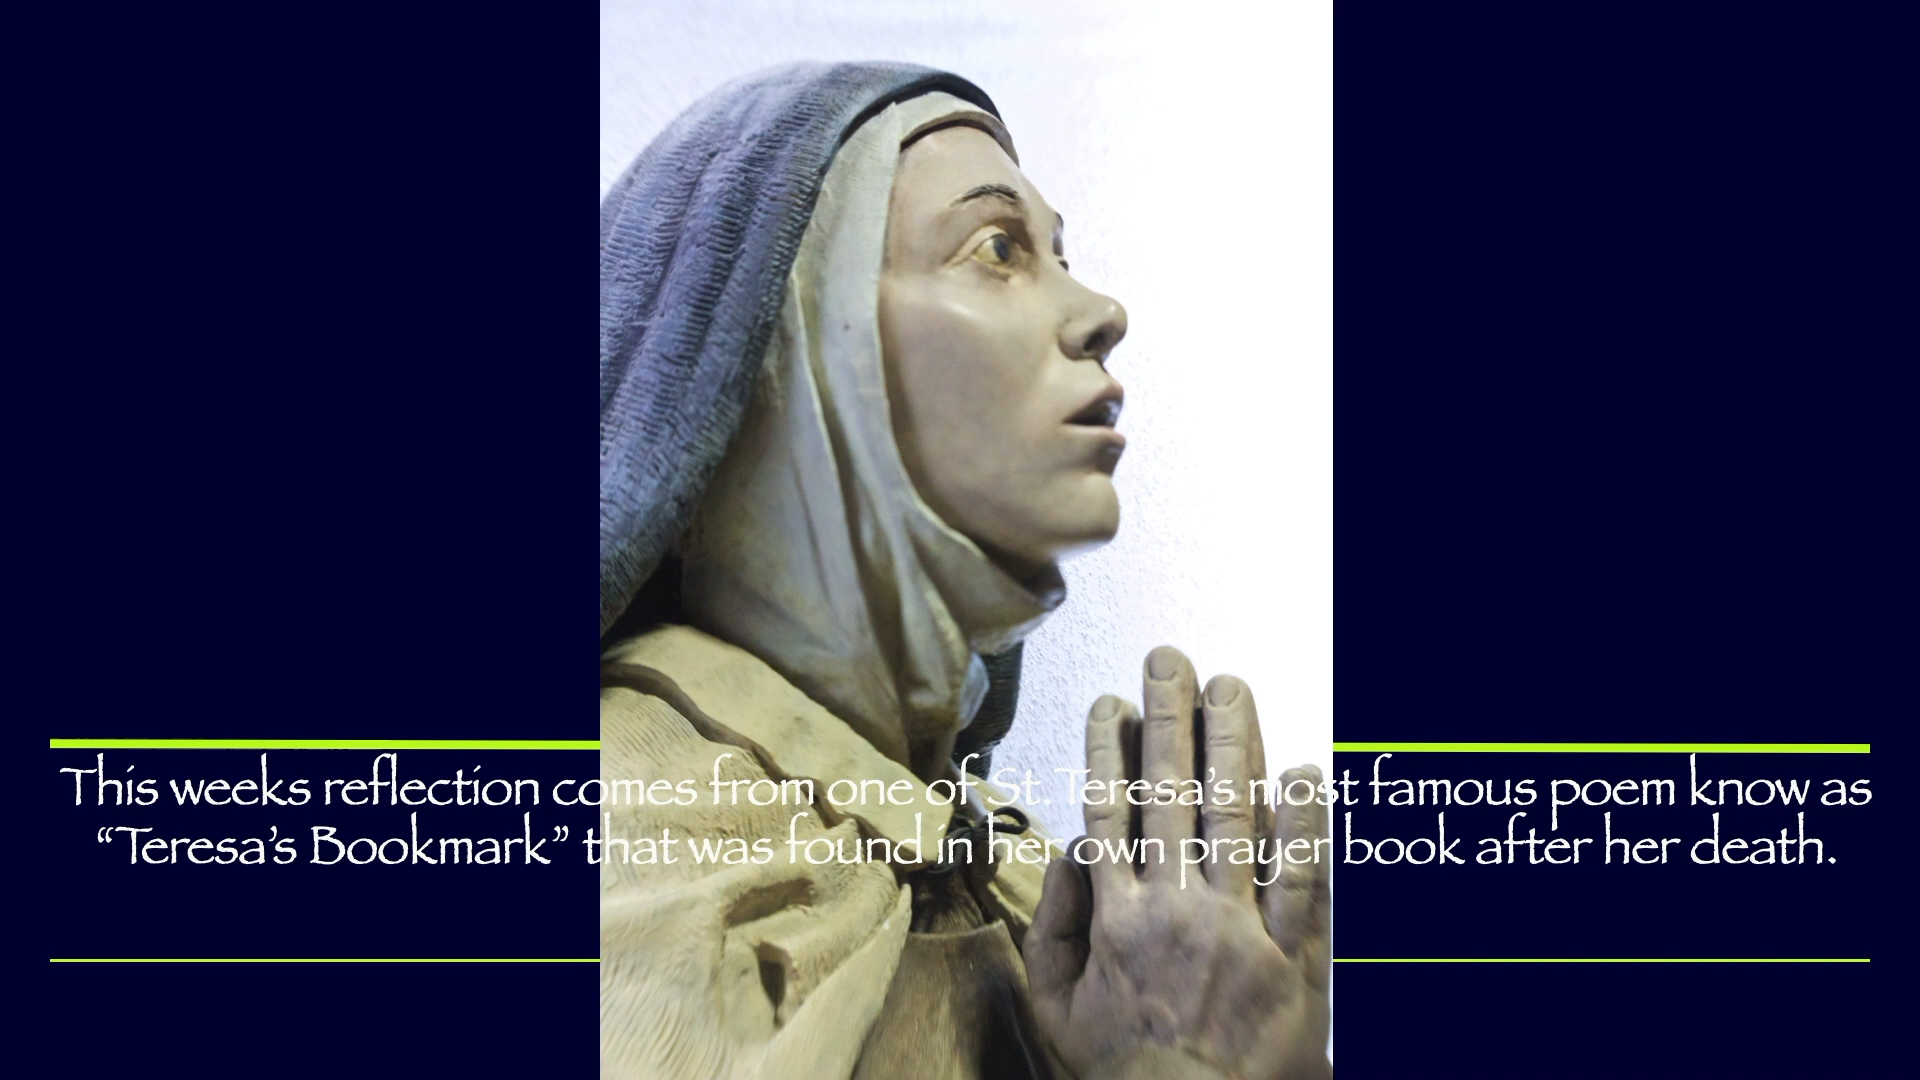 This weeks reflection comes from one of St. Teresa’s most famous poem know as
“Teresa’s Bookmark” that was found in her own prayer book after her death.